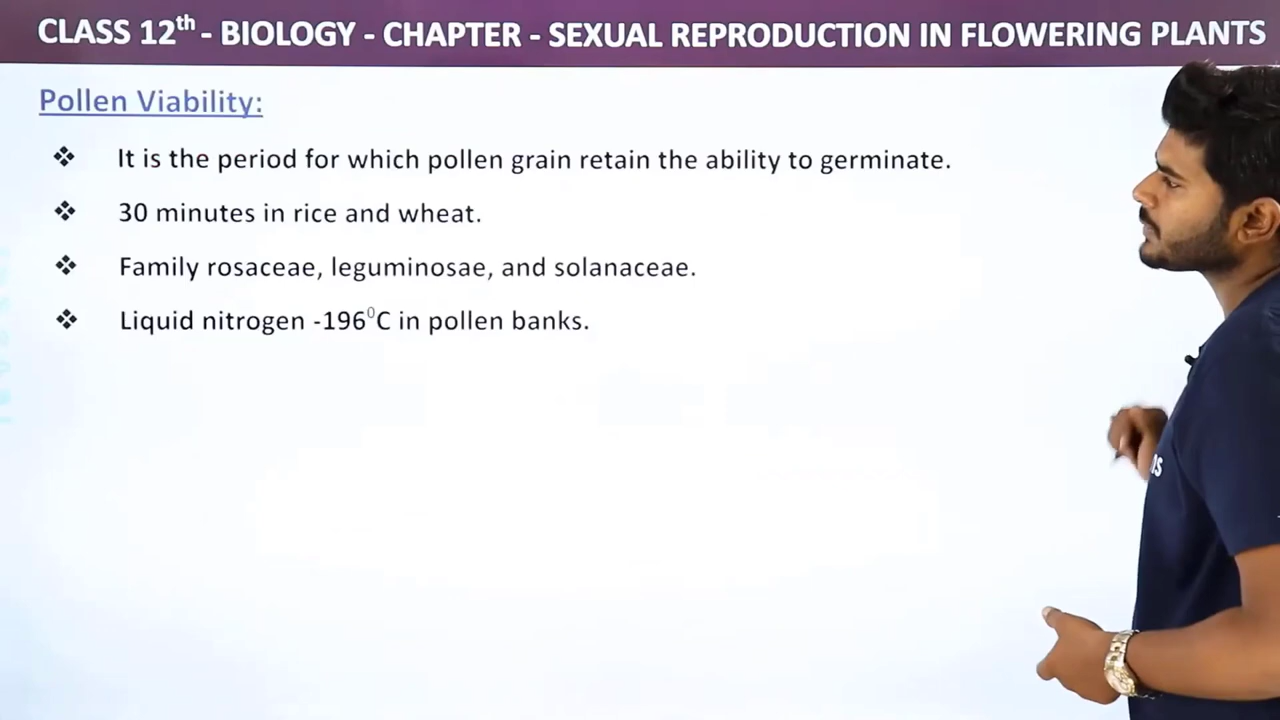 CLASS 12th - BIOLOGY - CHAPTER - SEXUAL REPRODUCTION IN FLOWERING PLANTS
Pollen Viability:
❖ It is the period for which pollen grain retain the ability to germinate.
❖ 30 minutes in rice and wheat.
❖ Family rosaceae, leguminosae, and solanaceae.
❖ Liquid nitrogen -196⁰C in pollen banks.